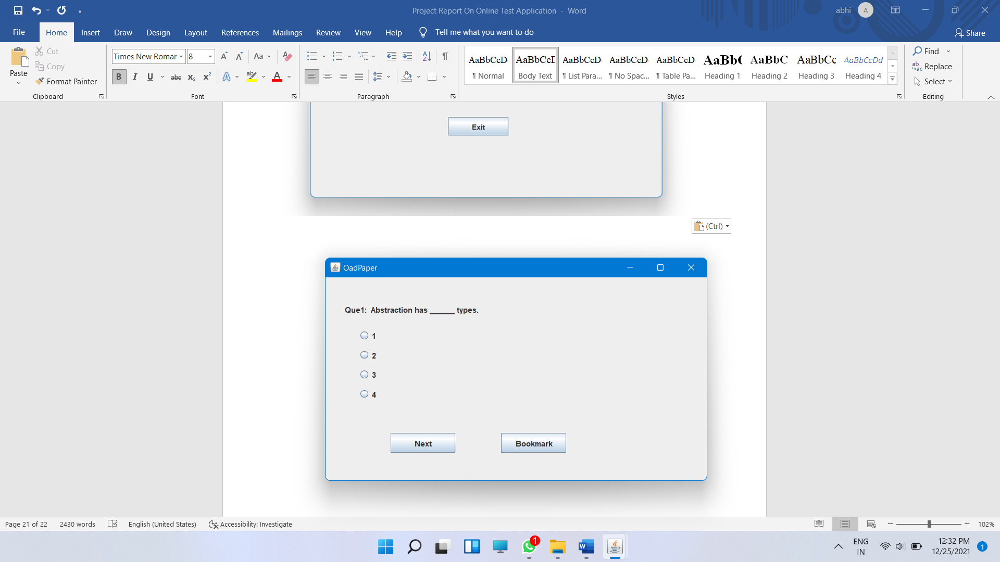 Project Report On Online Test Application - Word
abhi
A
File
Home
Insert
Draw
Design
Layout
References
Mailings
Review
View
Help
Tell me what you want to do
Share
Paste
Cut
Copy
Format Painter
Clipboard
Times New Romar
8
Aa
B
I
U
abc
x₂
x²
A
ab
A
Font
Paragraph
AaBbCcD
¶ Normal
AaBbCcI
Body Text
AaBbCcD
¶ List Para...
AaBbCcD
¶ No Spac...
AaBbCcD
¶ Table Pa...
AaBb(
Heading 1
AaBbC
Heading 2
AaBbCc
Heading 3
AaBbCcDd
Heading 4
Styles
Find
Replace
Select
Editing
Exit
(Ctrl)
OadPaper
Que1: Abstraction has ______ types.
1
2
3
4
Next
Bookmark
Page 21 of 22
2430 words
English (United States)
Accessibility: Investigate
102%
1
W
ENG
IN
12:32 PM
12/25/2021
1